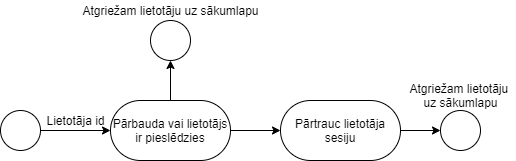 Atgriežam lietotāju uz sākumlapu
Lietotāja id
Pārbauda vai lietotājs
ir pieslēdzies
Pārtrauc lietotāja
sesiju
Atgriežam lietotāju
uz sākumlapu